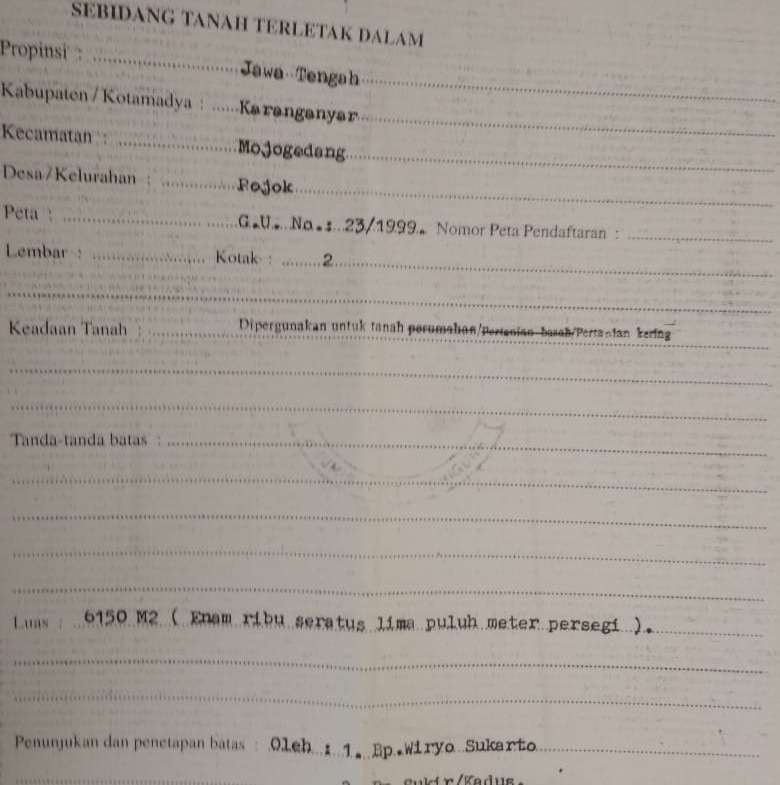 SEBIDANG TANAH TERLETAK DALAM
Propinsi : Jawa Tengah
Kabupaten / Kotamadya : Karanganyar
Kecamatan : Mojogedang
Desa / Kelurahan : Pojok
Peta : G.U. No.: 23/1999. Nomor Peta Pendaftaran :
Lembar : Kotak : 2
Keadaan Tanah : Dipergunakan untuk tanah perumahan/Pertanian basah/Pertanian kering
Tanda-tanda batas :
Luas : 6150 M2 ( Enam ribu seratus lima puluh meter persegi ).
Penunjukan dan penetapan batas : Oleh : 1. Bp.Wiryo Sukarto
Sukir/Kadus.